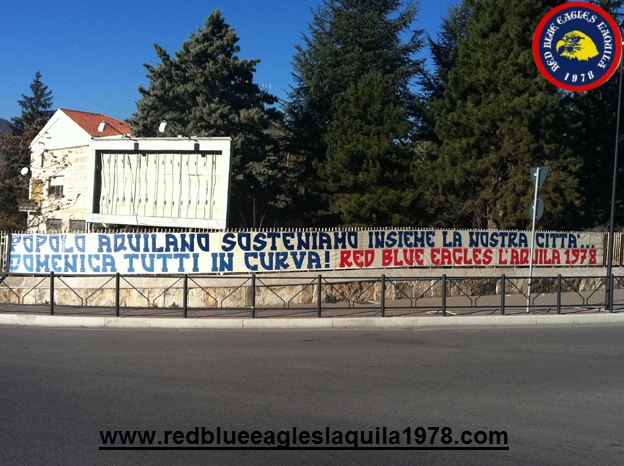 RED BLUE EAGLES L'AQUILA
1978
POPOLO AQUILANO SOSTENIAMO INSIEME LA NOSTRA CITTA'...
DOMENICA TUTTI IN CURVA! RED BLUE EAGLES L'AQUILA 1978
www.redblueeagleslaquila1978.com